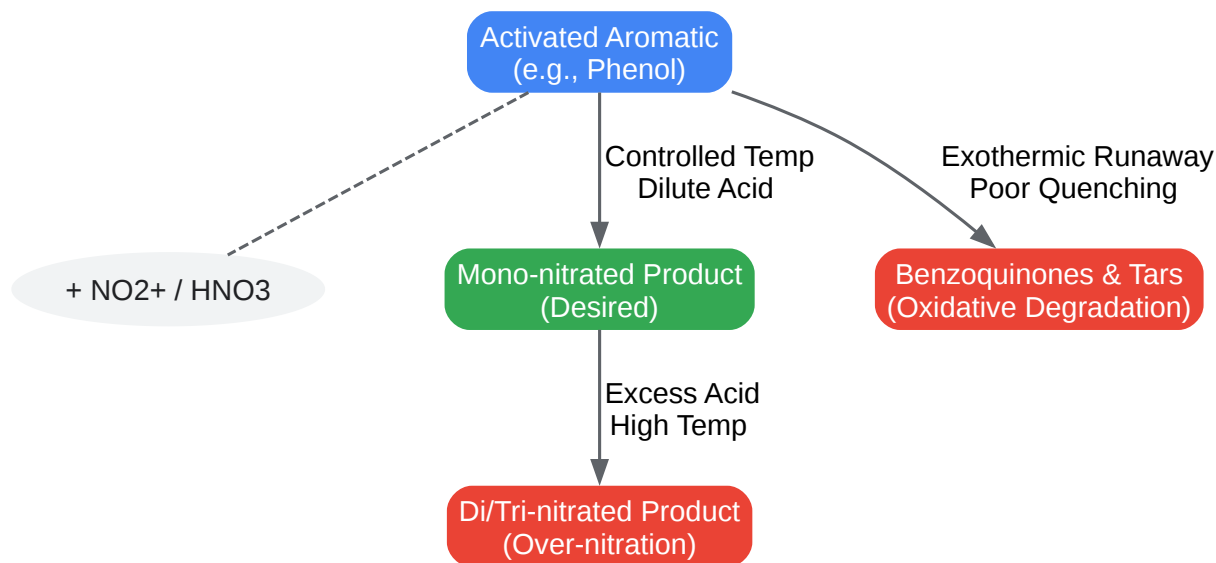 Activated Aromatic
(e.g., Phenol)
Controlled Temp
Dilute Acid
Exothermic Runaway
Poor Quenching
+ NO2+ / HNO3
Mono-nitrated Product
(Desired)
Benzoquinones & Tars
(Oxidative Degradation)
Excess Acid
High Temp
Di/Tri-nitrated Product
(Over-nitration)